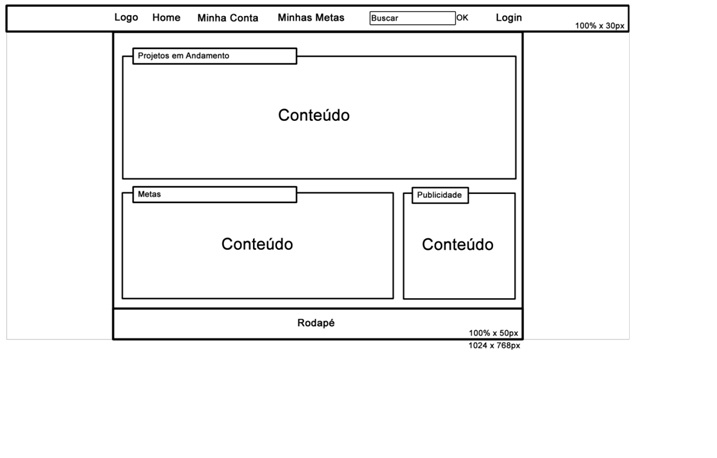 Logo Home Minha Conta Minhas Metas Buscar OK Login
100% x 30px
Projetos em Andamento
Conteúdo
Metas
Publicidade
Conteúdo
Conteúdo
Rodapé
100% x 50px
1024 x 768px